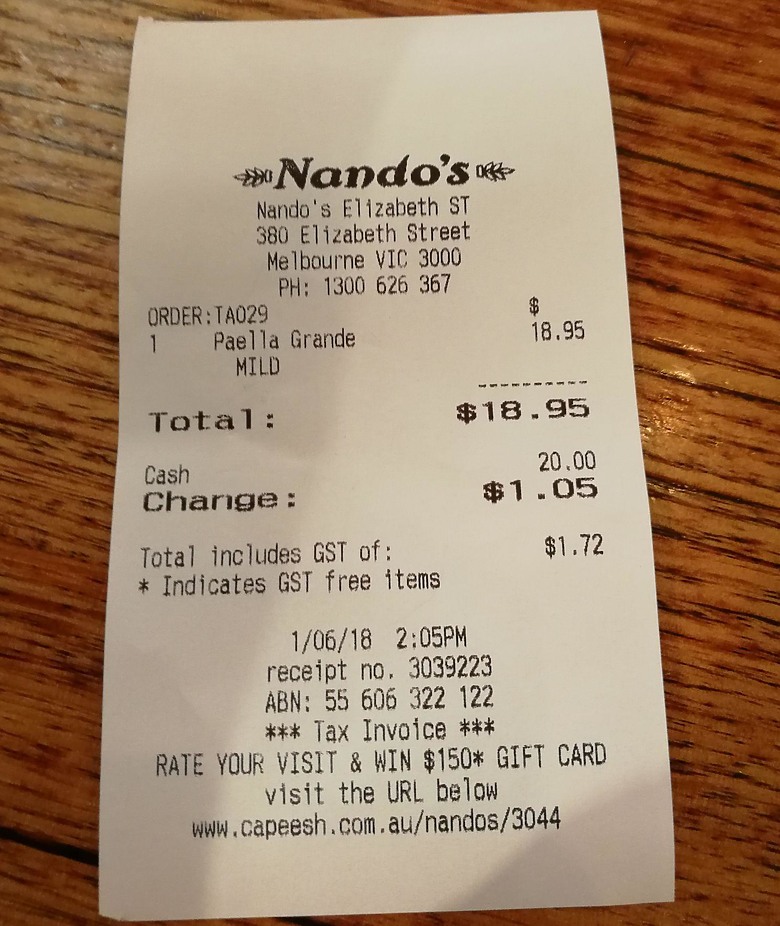 Nando's
Nando's Elizabeth ST
380 Elizabeth Street
Melbourne VIC 3000
PH: 1300 626 367
ORDER:TA029 $
1 Paella Grande 18.95
MILD
----------
Total: $18.95
Cash 20.00
Change: $1.05
Total includes GST of: $1.72
* Indicates GST free items
1/06/18 2:05PM
receipt no. 3039223
ABN: 55 606 322 122
*** Tax Invoice ***
RATE YOUR VISIT & WIN $150* GIFT CARD
visit the URL below
www.capeesh.com.au/nandos/3044